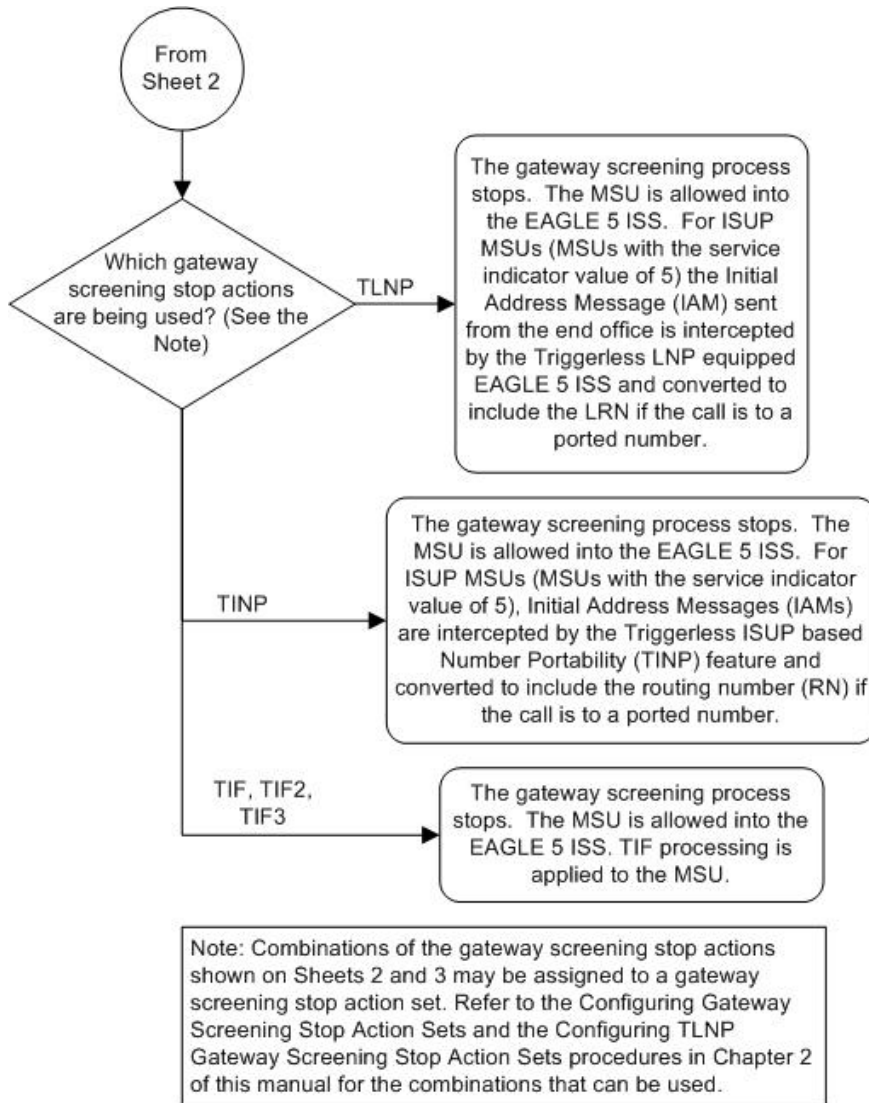 From
Sheet 2
Which gateway
screening stop actions
are being used? (See the
Note)
TLNP
The gateway screening process
stops.  The MSU is allowed into
the EAGLE 5 ISS.  For ISUP
MSUs (MSUs with the service
indicator value of 5) the Initial
Address Message (IAM) sent
from the end office is intercepted
by the Triggerless LNP equipped
EAGLE 5 ISS and converted to
include the LRN if the call is to a
ported number.
TINP
The gateway screening process stops.  The
MSU is allowed into the EAGLE 5 ISS.  For
ISUP MSUs (MSUs with the service indicator
value of 5), Initial Address Messages (IAMs)
are intercepted by the Triggerless ISUP based
Number Portability (TINP) feature and
converted to include the routing number (RN) if
the call is to a ported number.
TIF, TIF2,
TIF3
The gateway screening process
stops.  The MSU is allowed into the
EAGLE 5 ISS. TIF processing is
applied to the MSU.
Note: Combinations of the gateway screening stop actions
shown on Sheets 2 and 3 may be assigned to a gateway
screening stop action set. Refer to the Configuring Gateway
Screening Stop Action Sets and the Configuring TLNP
Gateway Screening Stop Action Sets procedures in Chapter 2
of this manual for the combinations that can be used.